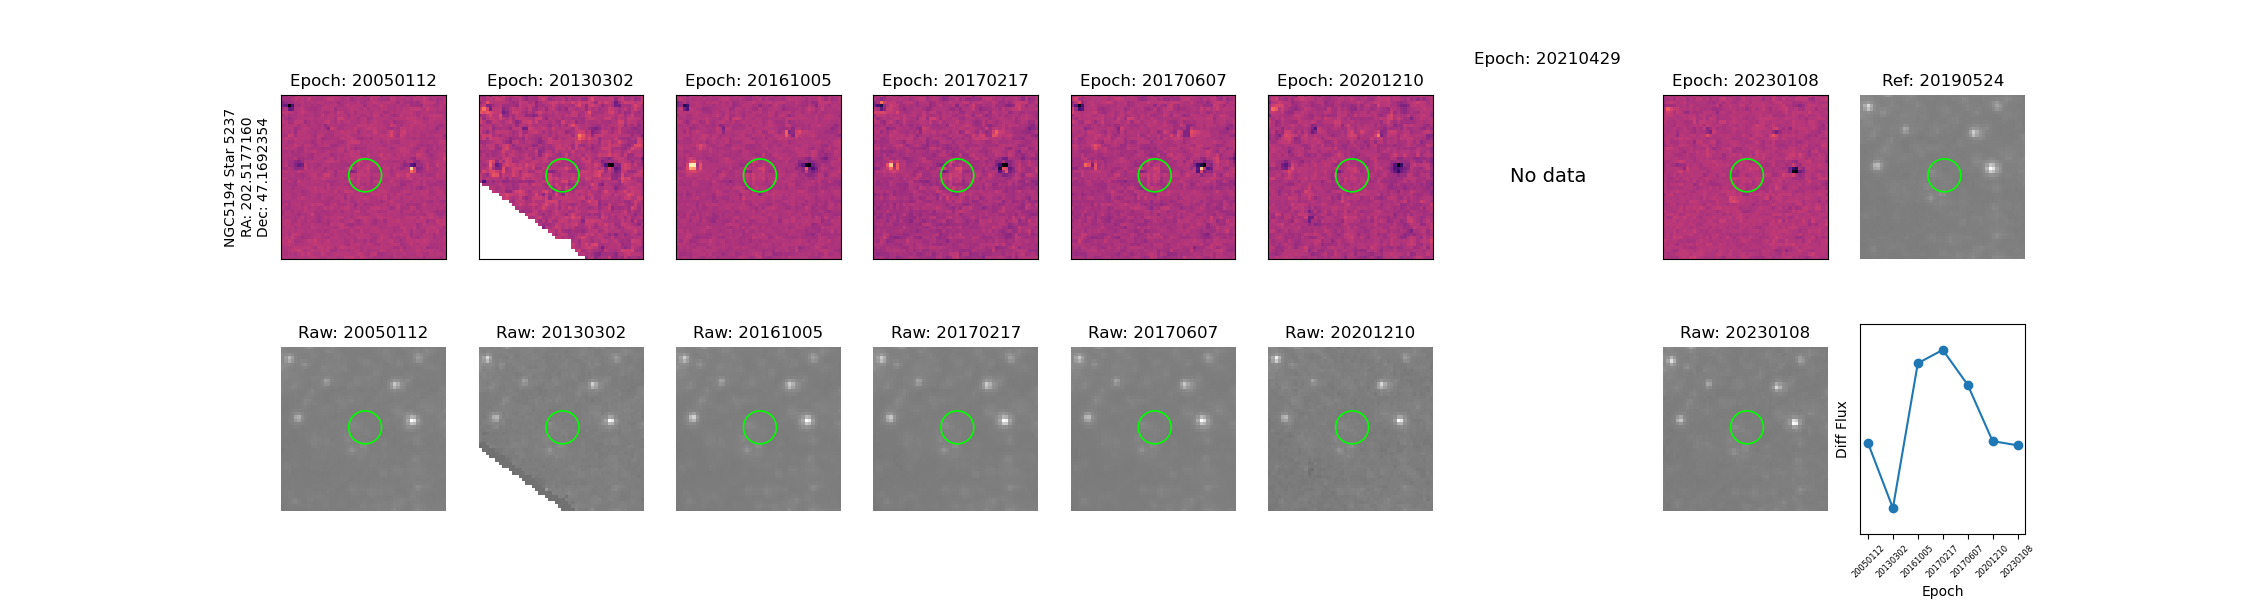 Epoch: 20210429
Epoch: 20050112
Epoch: 20130302
Epoch: 20161005
Epoch: 20170217
Epoch: 20170607
Epoch: 20201210
Epoch: 20230108
Ref: 20190524
NGC5194 Star 5237
RA: 202.5177160
Dec: 47.1692354
No data
Raw: 20050112
Raw: 20130302
Raw: 20161005
Raw: 20170217
Raw: 20170607
Raw: 20201210
Raw: 20230108
Diff Flux
20050112
20130302
20161005
20170217
20170607
20201210
20230108
Epoch